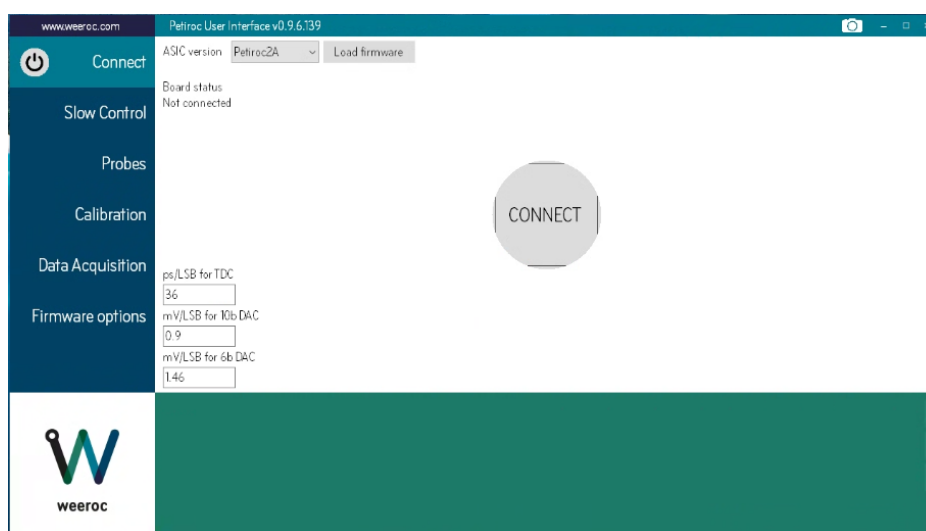 www.weeroc.com
Petiroc User Interface v0.9.6.139
Connect
ASIC version Petiroc2A Load firmware
Board status
Not connected
Slow Control
Probes
Calibration
Data Acquisition
Firmware options
CONNECT
ps/LSB for TDC
36
mV/LSB for 10b DAC
0.9
mV/LSB for 6b DAC
1.46
weeroc